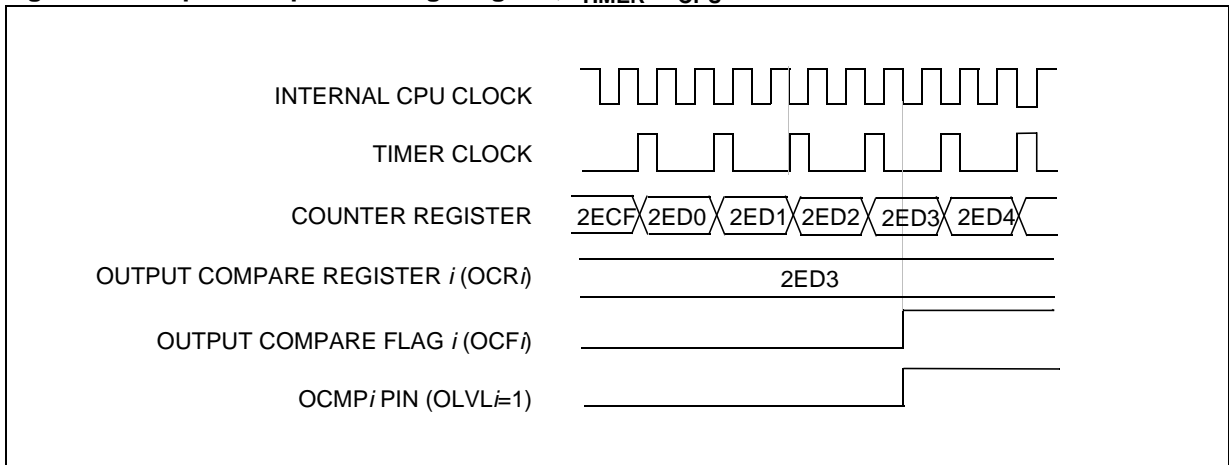 TIMER
INTERNAL CPU CLOCK
TIMER CLOCK
COUNTER REGISTER
2ECF 2ED0 2ED1 2ED2 2ED3 2ED4
OUTPUT COMPARE REGISTER i (OCRi)
2ED3
OUTPUT COMPARE FLAG i (OCFi)
OCMPi PIN (OLVLi=1)